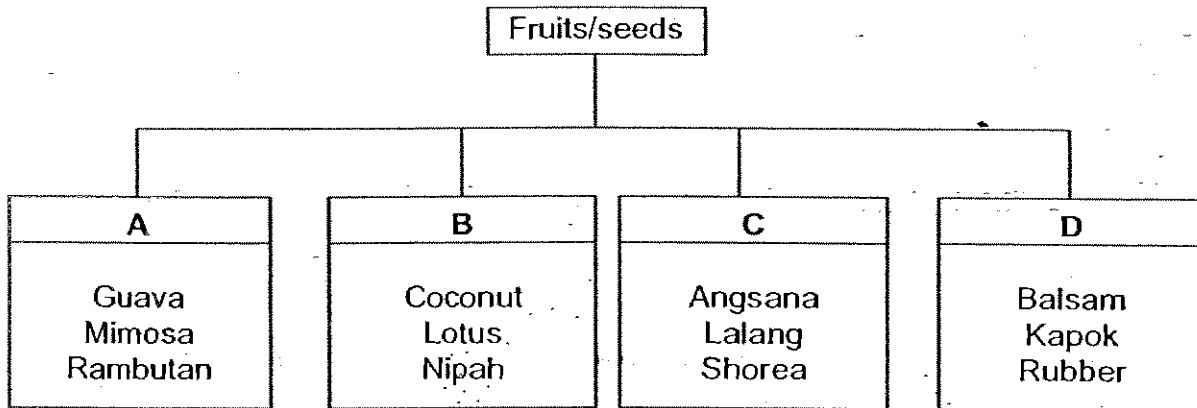 Fruits/seeds
A
B
C
D
Guava
Mimosa
Rambutan
Coconut
Lotus
Nipah
Angsana
Lalang
Shorea
Balsam
Kapok
Rubber